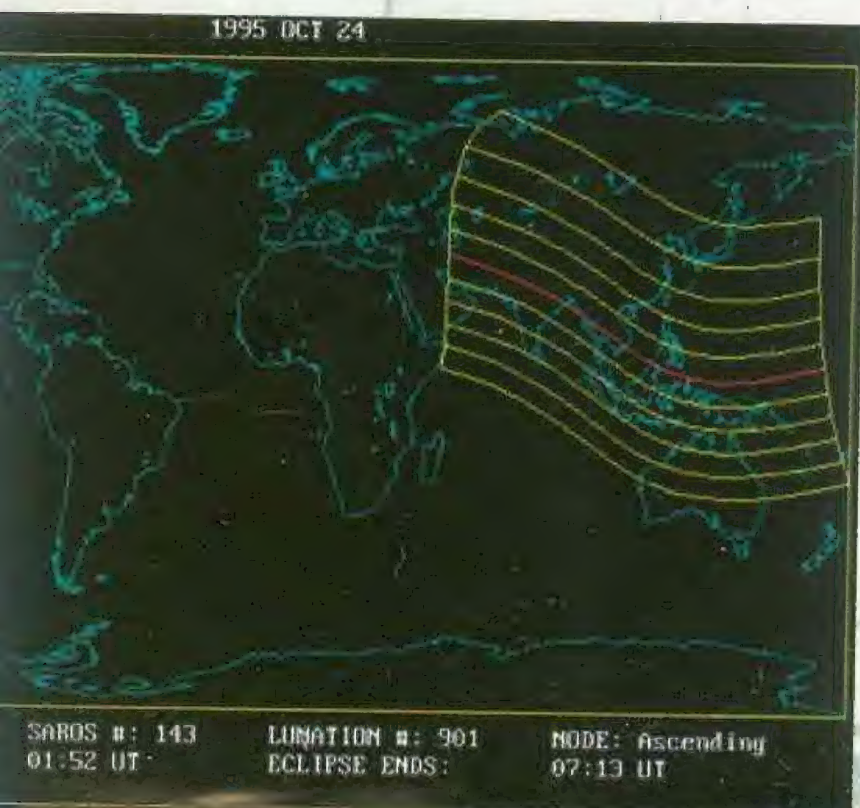 1995 OCT 24
SAROS #: 143 LUNATION #: 901 NODE: Ascending
01:52 UT ECLIPSE ENDS: 07:13 UT